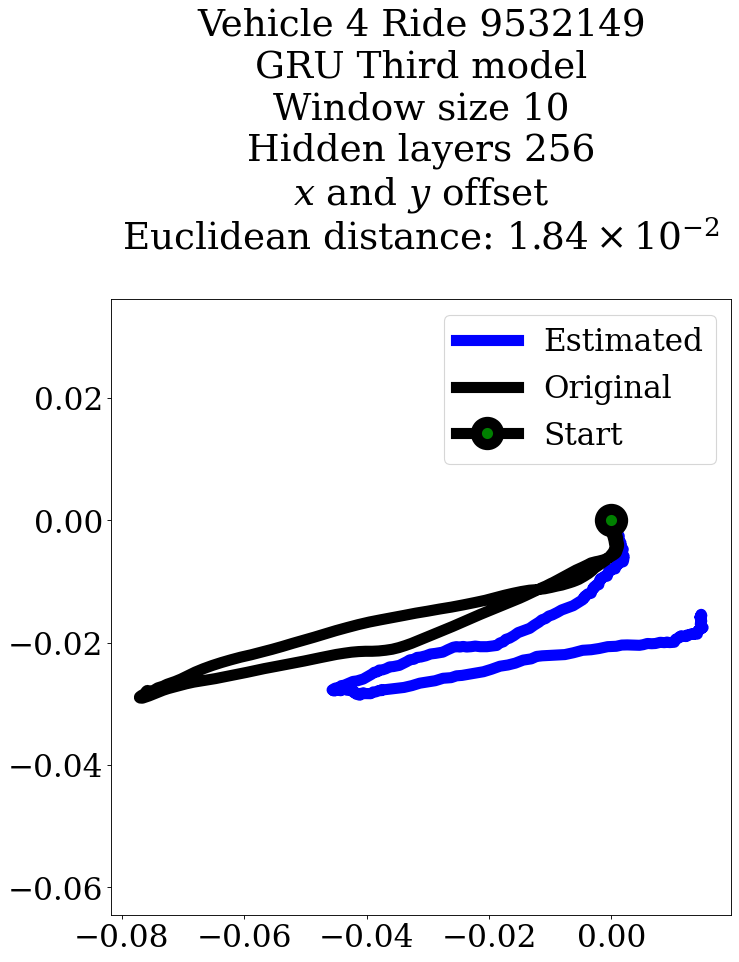 Vehicle 4 Ride 9532149
GRU Third model
Window size 10
Hidden layers 256
x and y offset
Euclidean distance: 1.84 × 10⁻²
Estimated
Original
Start
0.02
0.00
−0.02
−0.04
−0.06
−0.08 −0.06 −0.04 −0.02 0.00